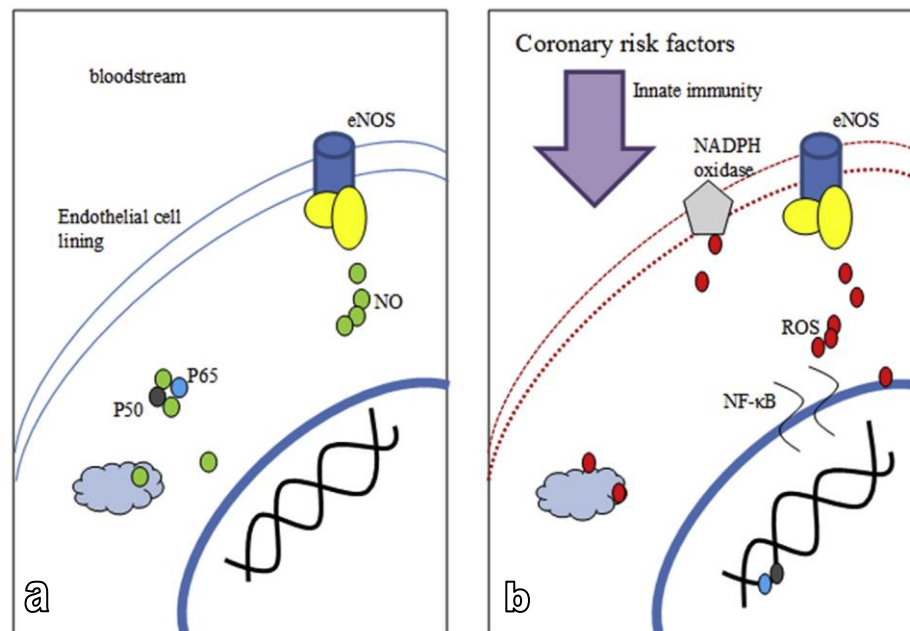 bloodstream
eNOS
Endothelial cell
lining
NO
P65
P50
a
Coronary risk factors
Innate immunity
eNOS
NADPH
oxidase
ROS
NF-κB
b